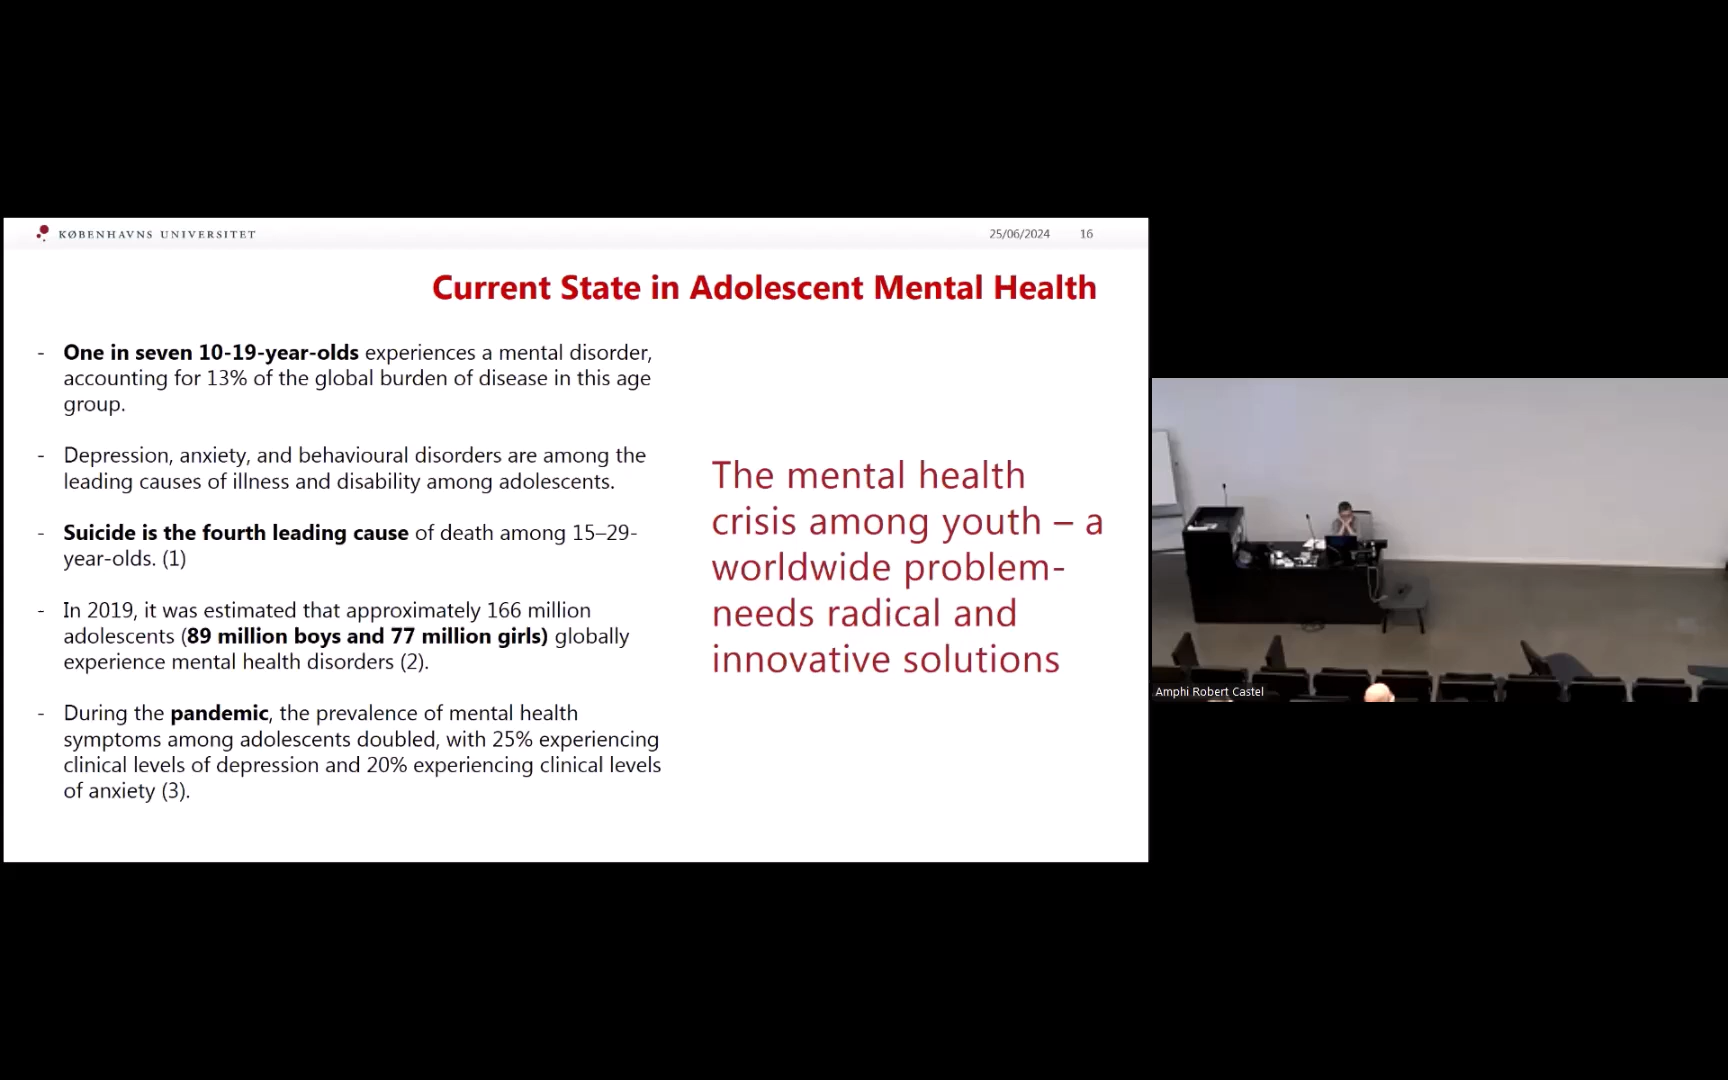 KØBENHAVNS UNIVERSITET
25/06/2024 16
Current State in Adolescent Mental Health
- One in seven 10-19-year-olds experiences a mental disorder,
accounting for 13% of the global burden of disease in this age
group.
- Depression, anxiety, and behavioural disorders are among the
leading causes of illness and disability among adolescents.
- Suicide is the fourth leading cause of death among 15–29-
year-olds. (1)
- In 2019, it was estimated that approximately 166 million
adolescents (89 million boys and 77 million girls) globally
experience mental health disorders (2).
- During the pandemic, the prevalence of mental health
symptoms among adolescents doubled, with 25% experiencing
clinical levels of depression and 20% experiencing clinical levels
of anxiety (3).
The mental health
crisis among youth – a
worldwide problem-
needs radical and
innovative solutions
Amphi Robert Castel